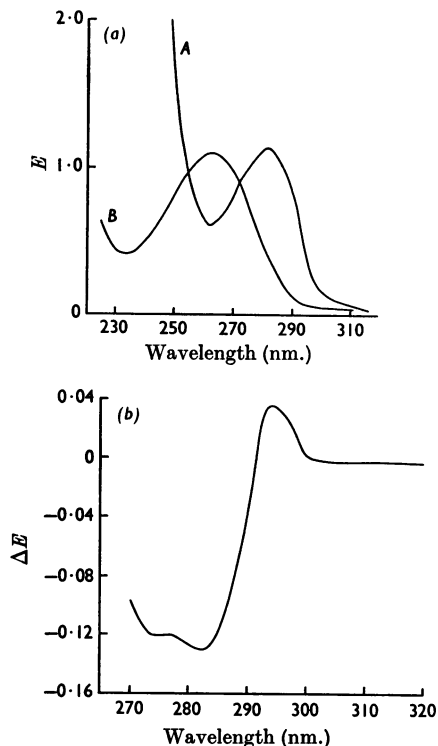 (a)
A
B
E
2·0
1·0
0
230 250 270 290 310
Wavelength (nm.)
(b)
ΔE
0·04
0
−0·04
−0·08
−0·12
−0·16
270 280 290 300 310 320
Wavelength (nm.)